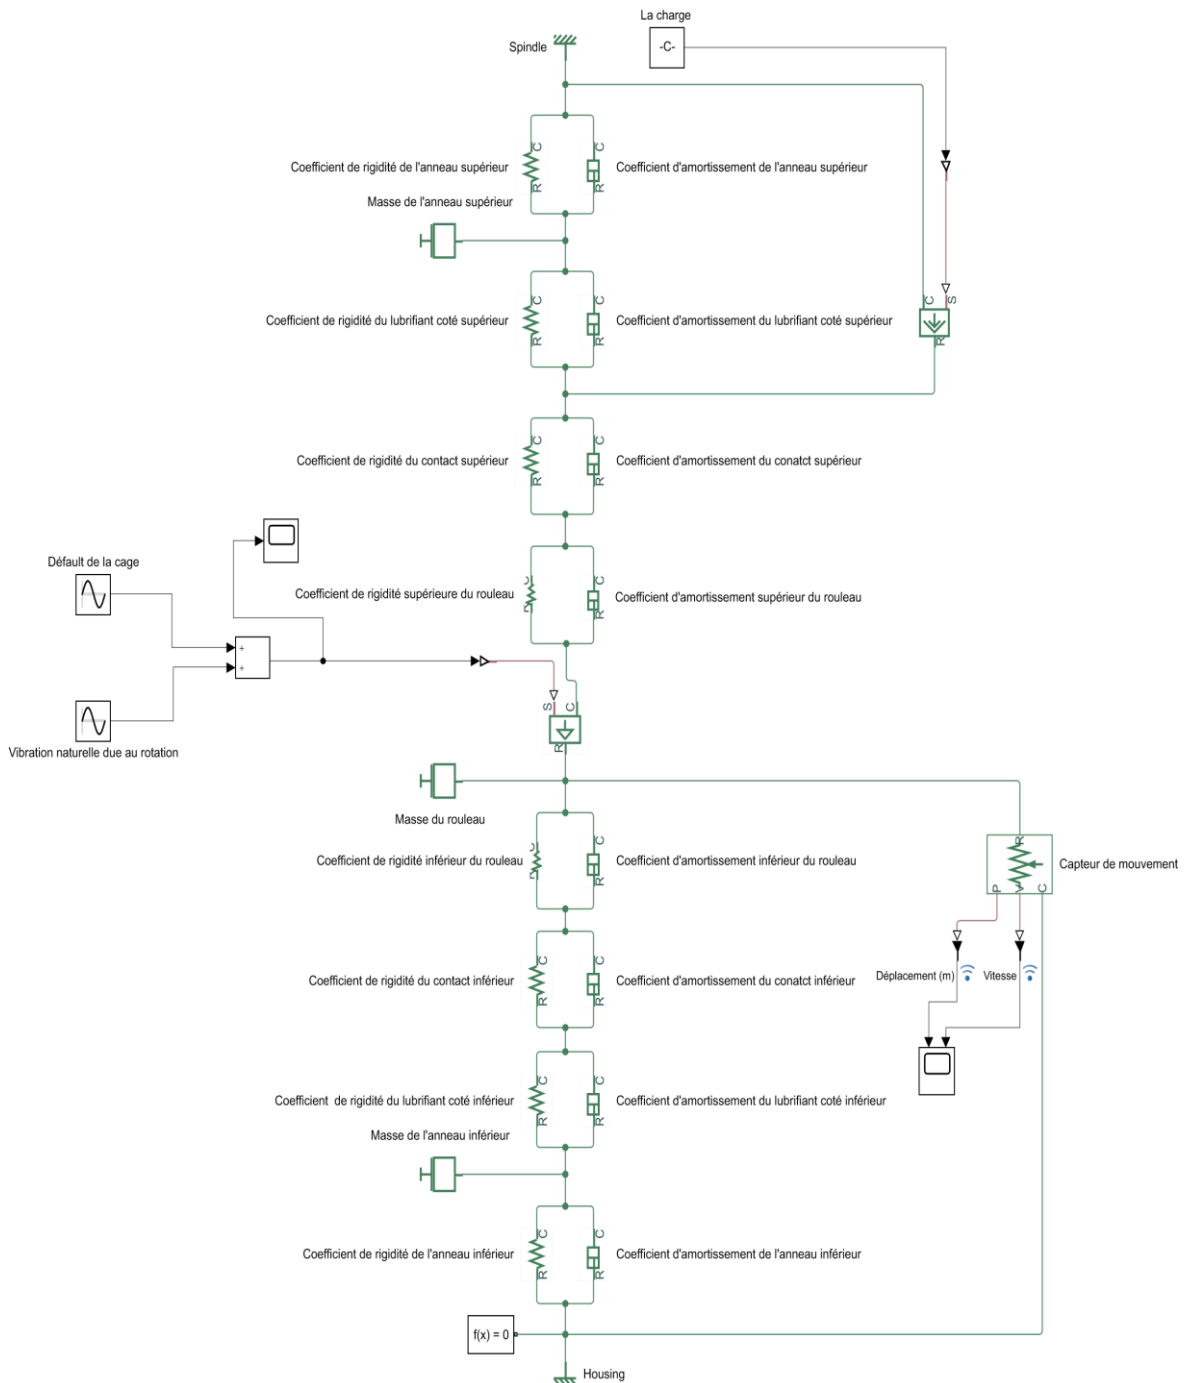 La charge
-C-
Spindle
C C
Coefficient de rigidité de l'anneau supérieur
Coefficient d'amortissement de l'anneau supérieur
R R
Masse de l'anneau supérieur
C C
C S
Coefficient de rigidité du lubrifiant coté supérieur
Coefficient d'amortissement du lubrifiant coté supérieur
R R
R
C C
Coefficient de rigidité du contact supérieur
Coefficient d'amortissement du conatct supérieur
R R
Défault de la cage
C C
Coefficient de rigidité supérieure du rouleau
Coefficient d'amortissement supérieur du rouleau
R
+
+
S C
R
Vibration naturelle due au rotation
Masse du rouleau
C C
Coefficient de rigidité inférieur du rouleau
Coefficient d'amortissement inférieur du rouleau
R
R
Capteur de mouvement
P V C
C C
Coefficient de rigidité du contact inférieur
Coefficient d'amortissement du conatct inférieur
R R
Déplacement (m)
Vitesse
C C
Coefficient  de rigidité du lubrifiant coté inférieur
Coefficient d'amortissement du lubrifiant coté inférieur
R R
Masse de l'anneau inférieur
C C
Coefficient de rigidité de l'anneau inférieur
Coefficient d'amortissement de l'anneau inférieur
R R
f(x) = 0
Housing